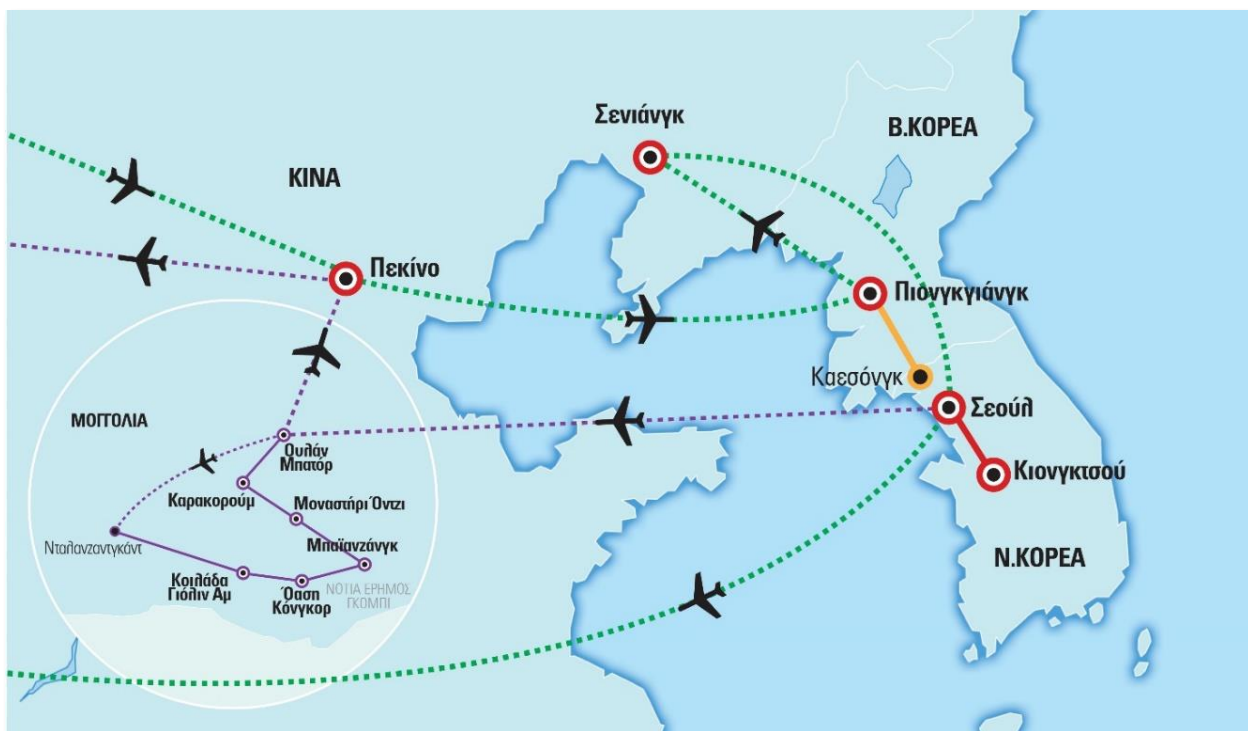 Σενιάνγκ
Β.ΚΟΡΕΑ
ΚΙΝΑ
Πεκίνο
Πιονγκγιάνγκ
Καεσόνγκ
Σεούλ
Κιονγκτσού
Ν.ΚΟΡΕΑ
ΜΟΓΓΟΛΙΑ
Ουλάν
Μπατόρ
Καρακορούμ
Μοναστήρι Όντζι
Νταλανζαντγκάντ
Μπαϊανζάνγκ
Κοιλάδα
Γιόλιν Αμ
Όαση
Κόνγκορ
ΝΟΤΙΑ ΕΡΗΜΟΣ
ΓΚΟΜΠΙ